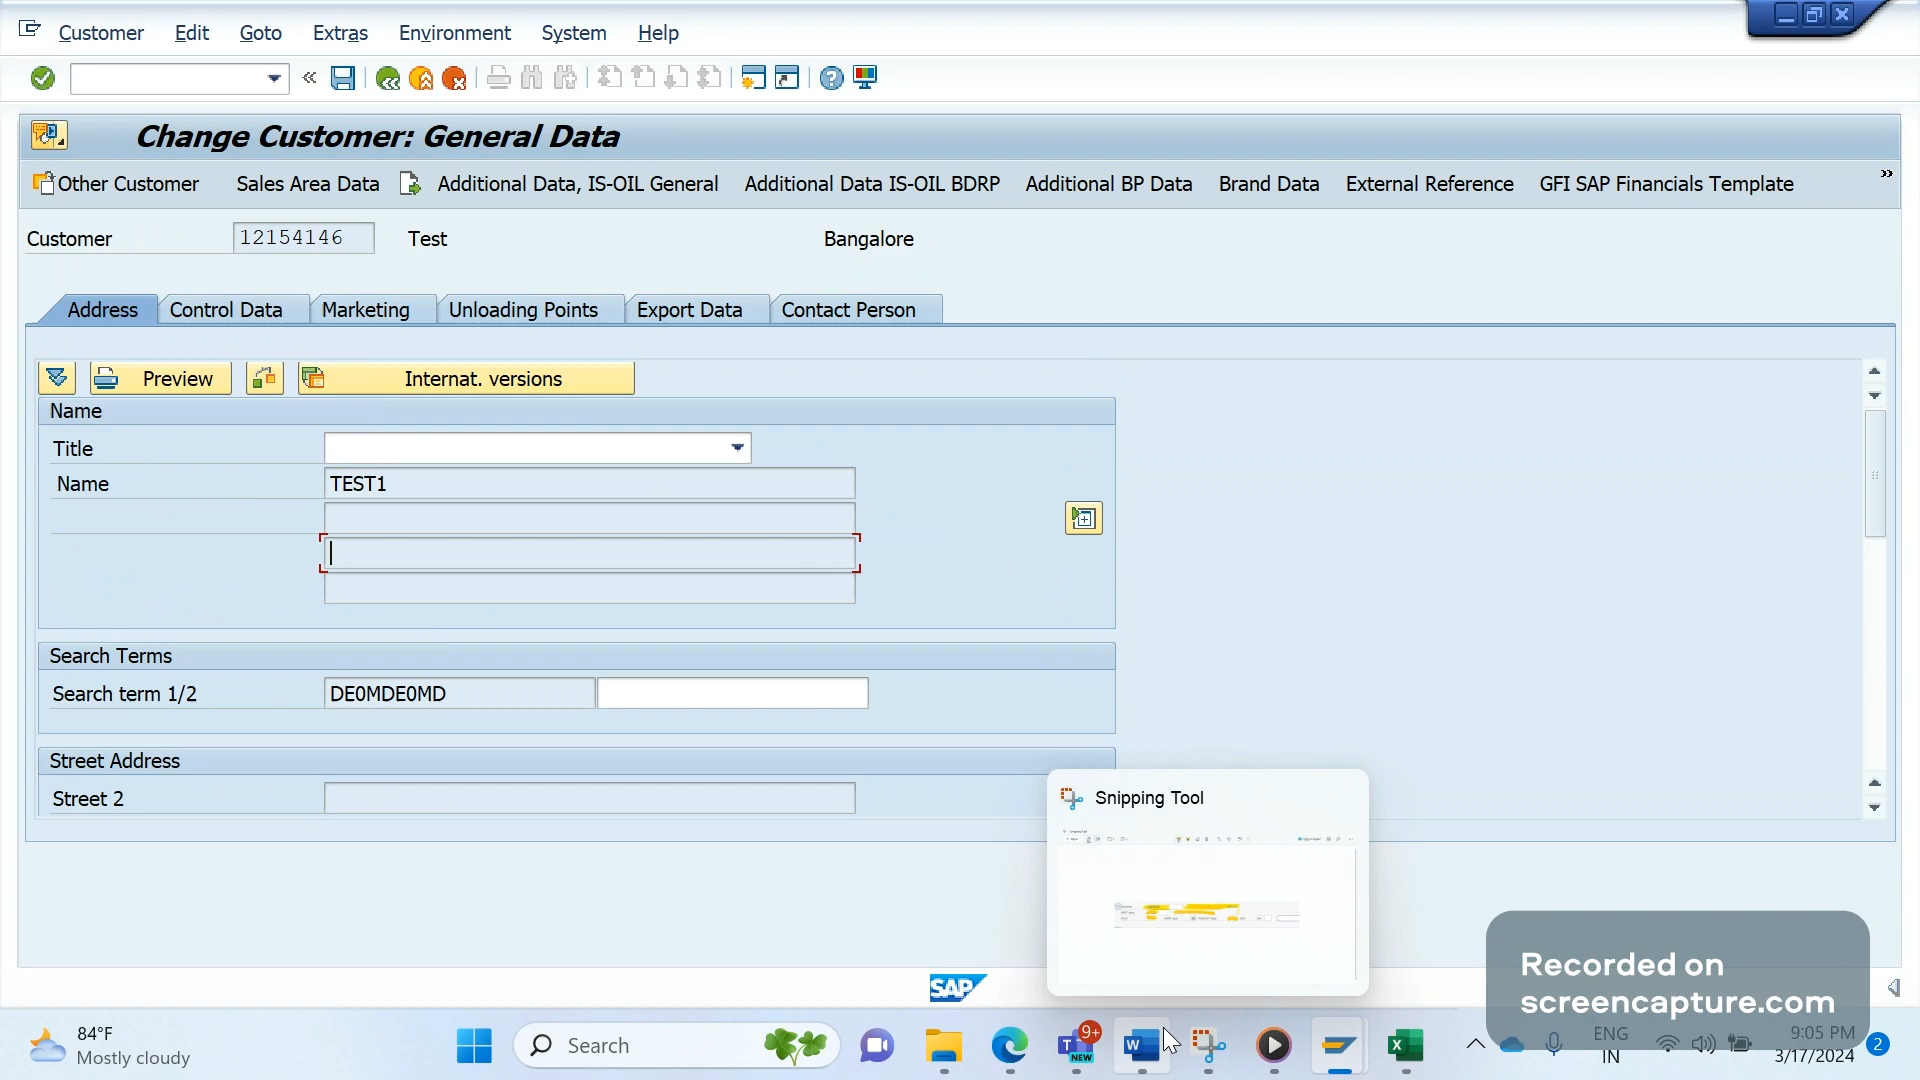 Customer Edit Goto Extras Environment System Help
Change Customer: General Data
Other Customer Sales Area Data Additional Data, IS-OIL General Additional Data IS-OIL BDRP Additional BP Data Brand Data External Reference GFI SAP Financials Template
Customer 12154146 Test Bangalore
Address Control Data Marketing Unloading Points Export Data Contact Person
Preview Internat. versions
Name
Title
Name TEST1
Search Terms
Search term 1/2 DE0MDE0MD
Street Address
Street 2
Snipping Tool
SAP
Recorded on
screencapture.com
84°F
Mostly cloudy
Search
9+
NEW
ENG
IN
9:05 PM
3/17/2024
2